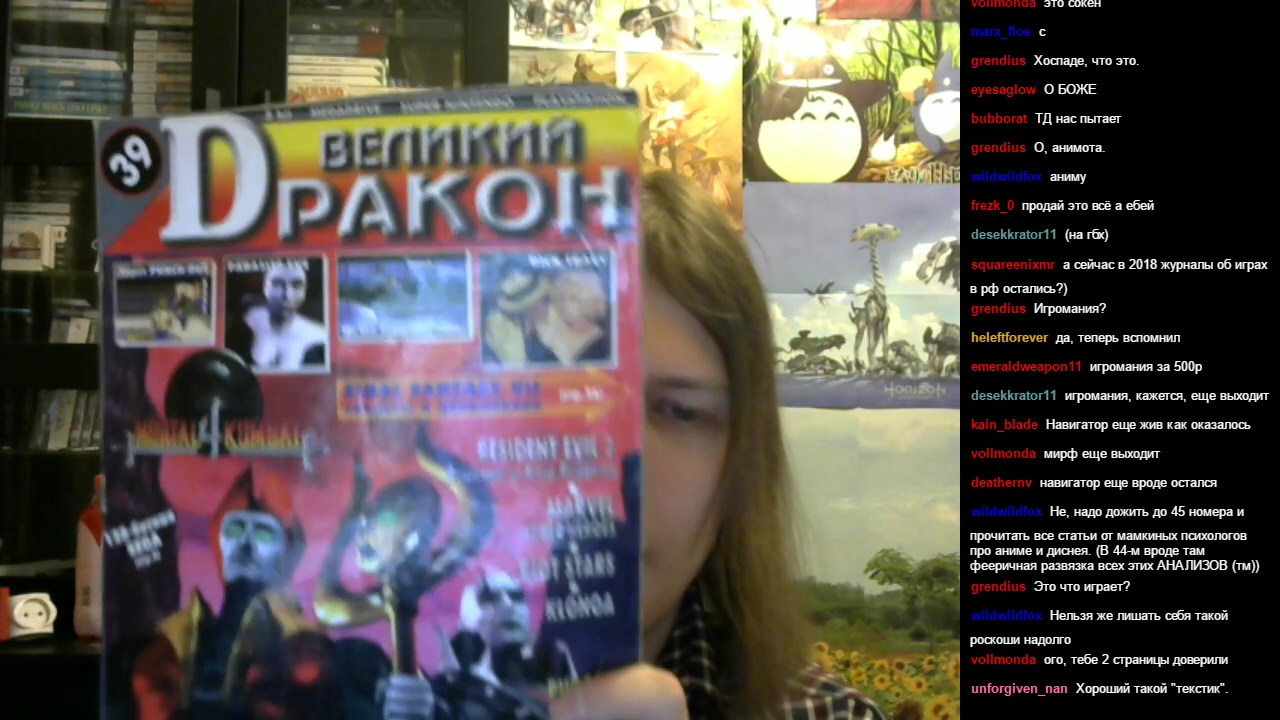 39
ВЕЛИКИЙ
DРАКОН
MORTAL 4 KOMBAT
RESIDENT EVIL 2
KLONOA
HORIZON
vollmonda это сокен
marx_floe с
grendius Хоспаде, что это.
eyesaglow О БОЖЕ
bubborat ТД нас пытает
grendius О, анимота.
wildwildfox аниму
frezk_0 продай это всё а ебей
desekkrator11 (на гбх)
squareenixmr а сейчас в 2018 журналы об играх
в рф остались?)
grendius Игромания?
heleftforever да, теперь вспомнил
emeraldweapon11 игромания за 500р
desekkrator11 игромания, кажется, еще выходит
kain_blade Навигатор еще жив как оказалось
vollmonda мирф еще выходит
deathernv навигатор еще вроде остался
wildwildfox Не, надо дожить до 45 номера и
прочитать все статьи от мамкиных психологов
про аниме и диснея. (В 44-м вроде там
фееричная развязка всех этих АНАЛИЗОВ (тм))
grendius Это что играет?
wildwildfox Нельзя же лишать себя такой
роскоши надолго
vollmonda ого, тебе 2 страницы доверили
unforgiven_nan Хороший такой "текстик".